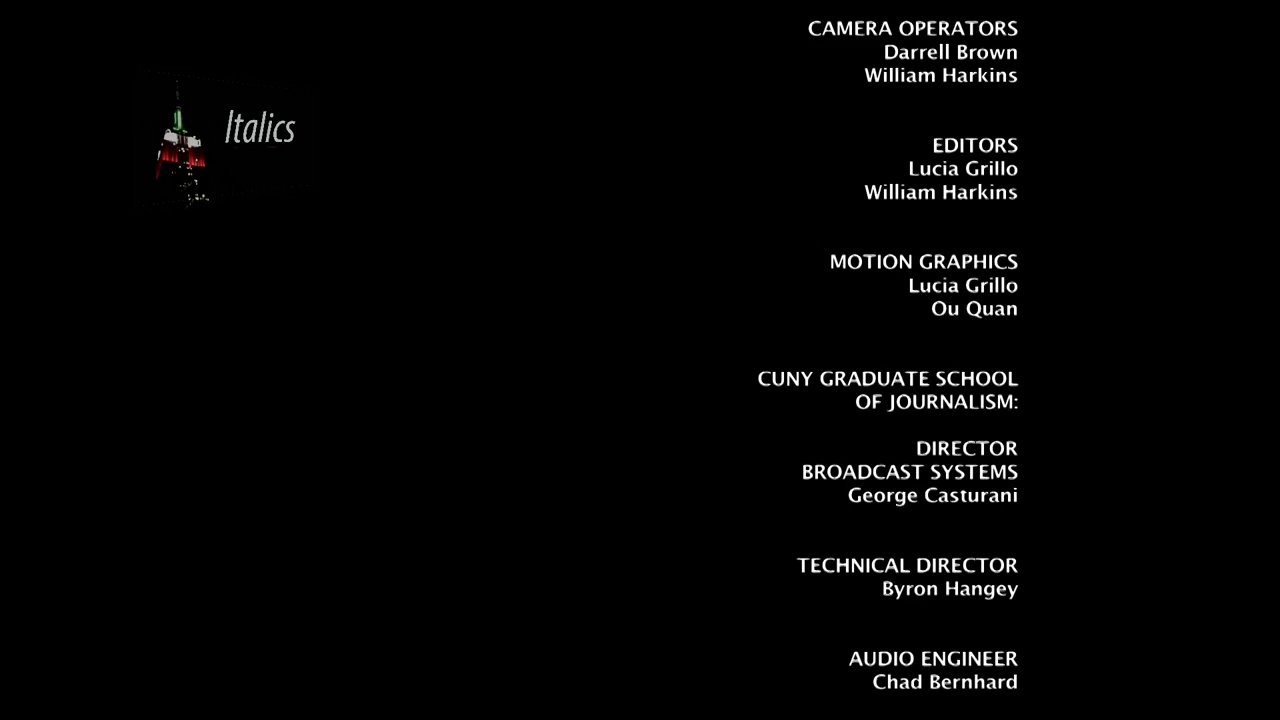 Italics
CAMERA OPERATORS
Darrell Brown
William Harkins
EDITORS
Lucia Grillo
William Harkins
MOTION GRAPHICS
Lucia Grillo
Ou Quan
CUNY GRADUATE SCHOOL
OF JOURNALISM:
DIRECTOR
BROADCAST SYSTEMS
George Casturani
TECHNICAL DIRECTOR
Byron Hangey
AUDIO ENGINEER
Chad Bernhard